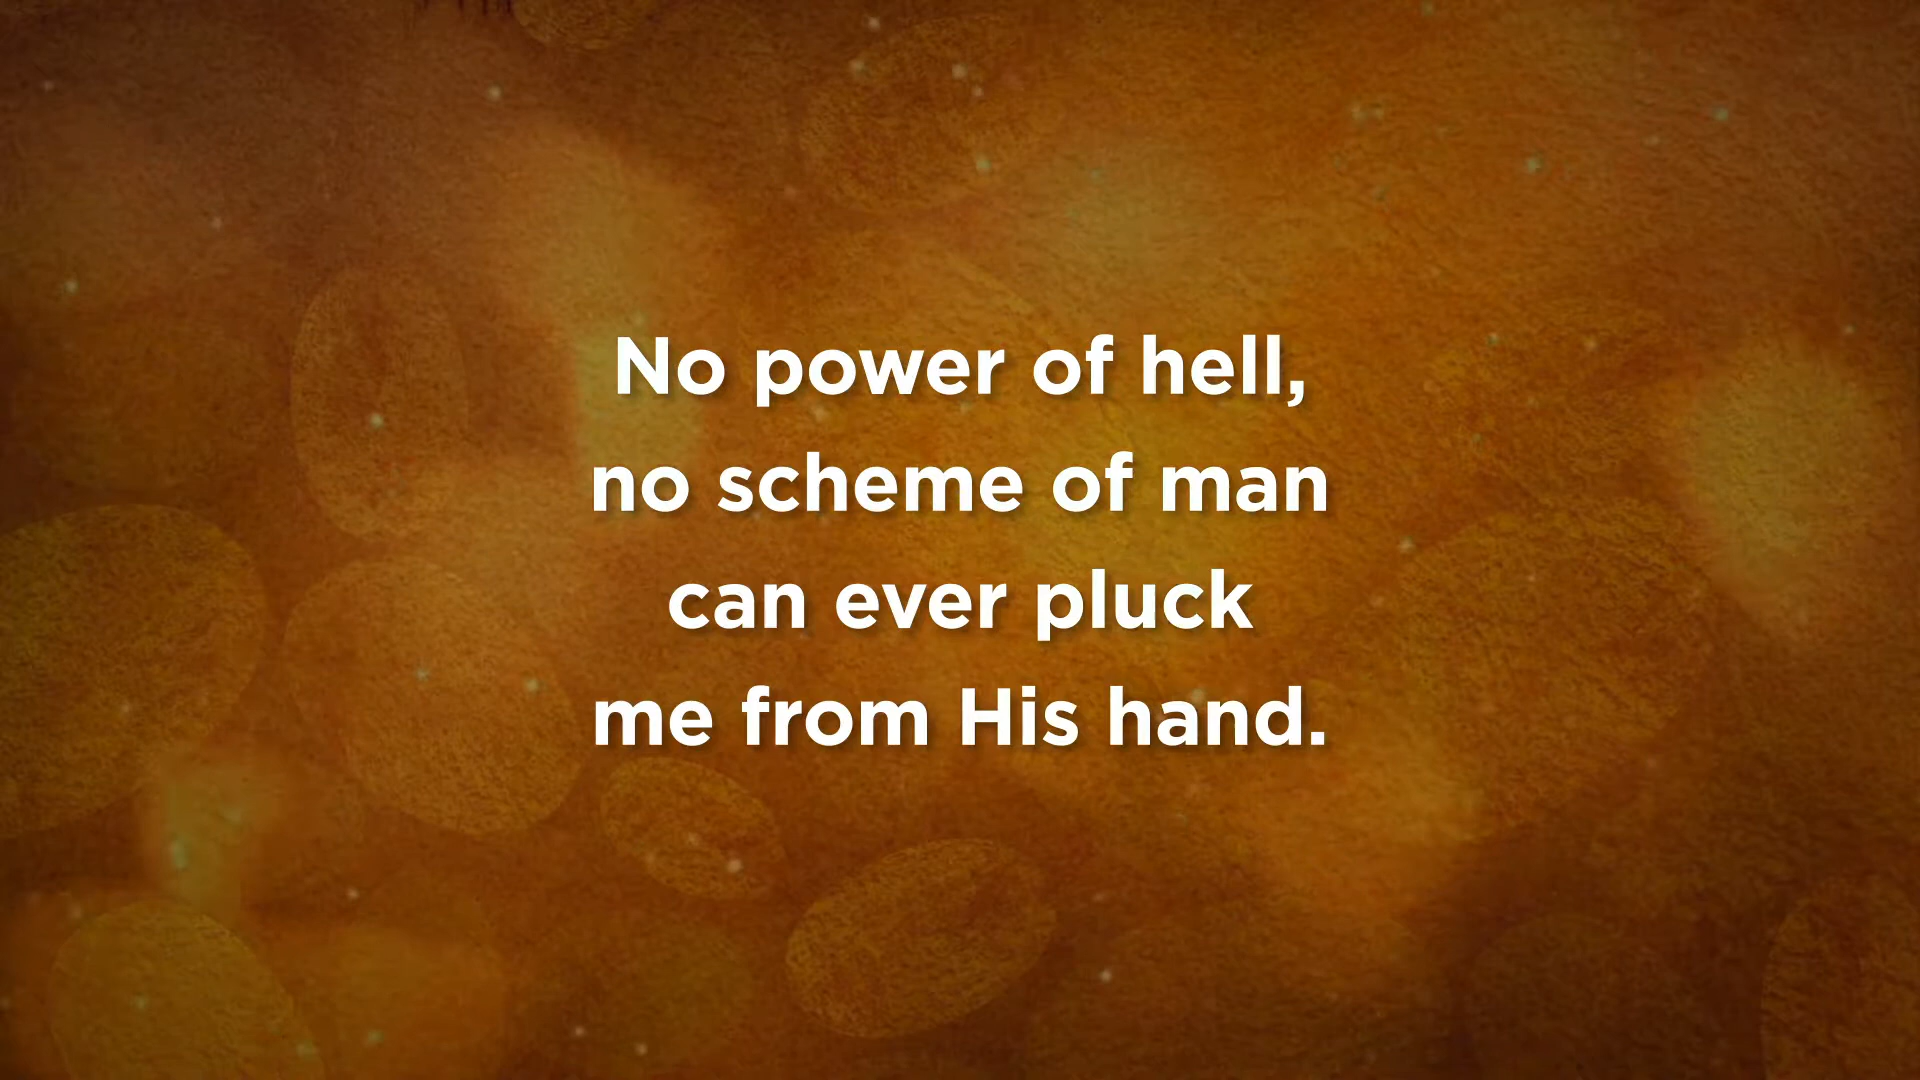 No power of hell,
no scheme of man
can ever pluck
me from His hand.